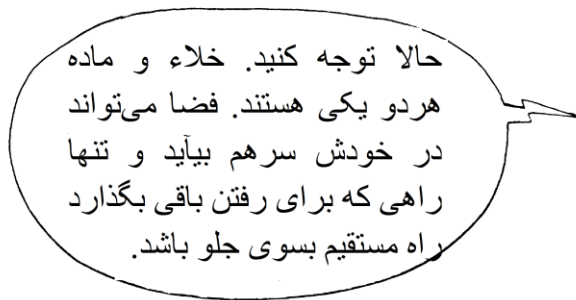 حالا توجه کنید. خلاء و ماده
هردو یکی هستند. فضا می‌تواند
در خودش سرهم بیآید و تنها
راهی که برای رفتن باقی بگذارد
راه مستقیم بسوی جلو باشد.